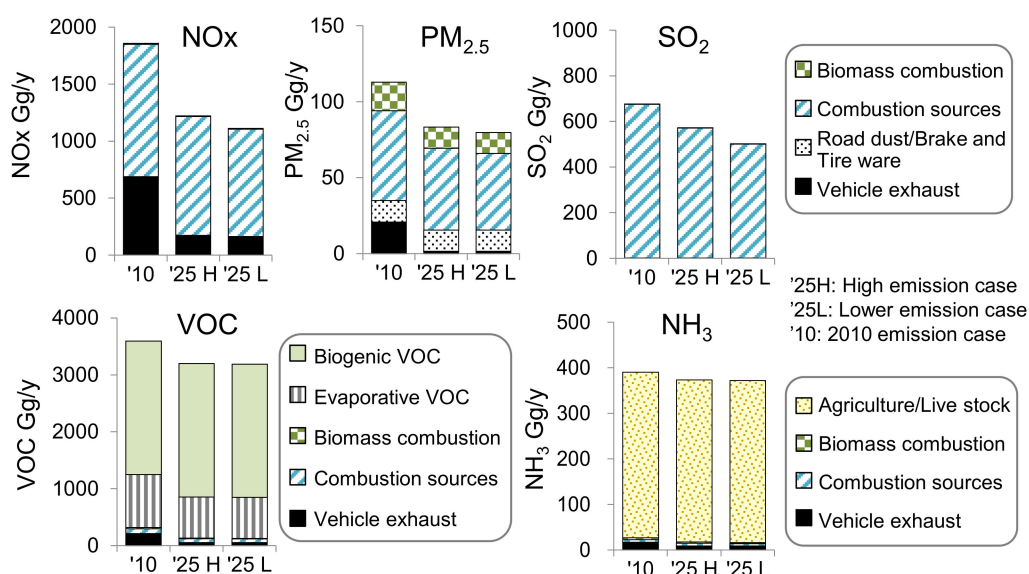 NOx
NOx Gg/y
2000
1500
1000
500
0
'10
'25 H
'25 L
PM2.5
PM2.5 Gg/y
150
100
50
0
'10
'25 H
'25 L
SO2
SO2 Gg/y
1000
800
600
400
200
0
'10
'25 H
'25 L
Biomass combustion
Combustion sources
Road dust/Brake and
Tire ware
Vehicle exhaust
'25H: High emission case
'25L: Lower emission case
'10: 2010 emission case
VOC
VOC Gg/y
4000
3000
2000
1000
0
'10
'25 H
'25 L
Biogenic VOC
Evaporative VOC
Biomass combustion
Combustion sources
Vehicle exhaust
NH3
NH3 Gg/y
500
400
300
200
100
0
'10
'25 H
'25 L
Agriculture/Live stock
Biomass combustion
Combustion sources
Vehicle exhaust